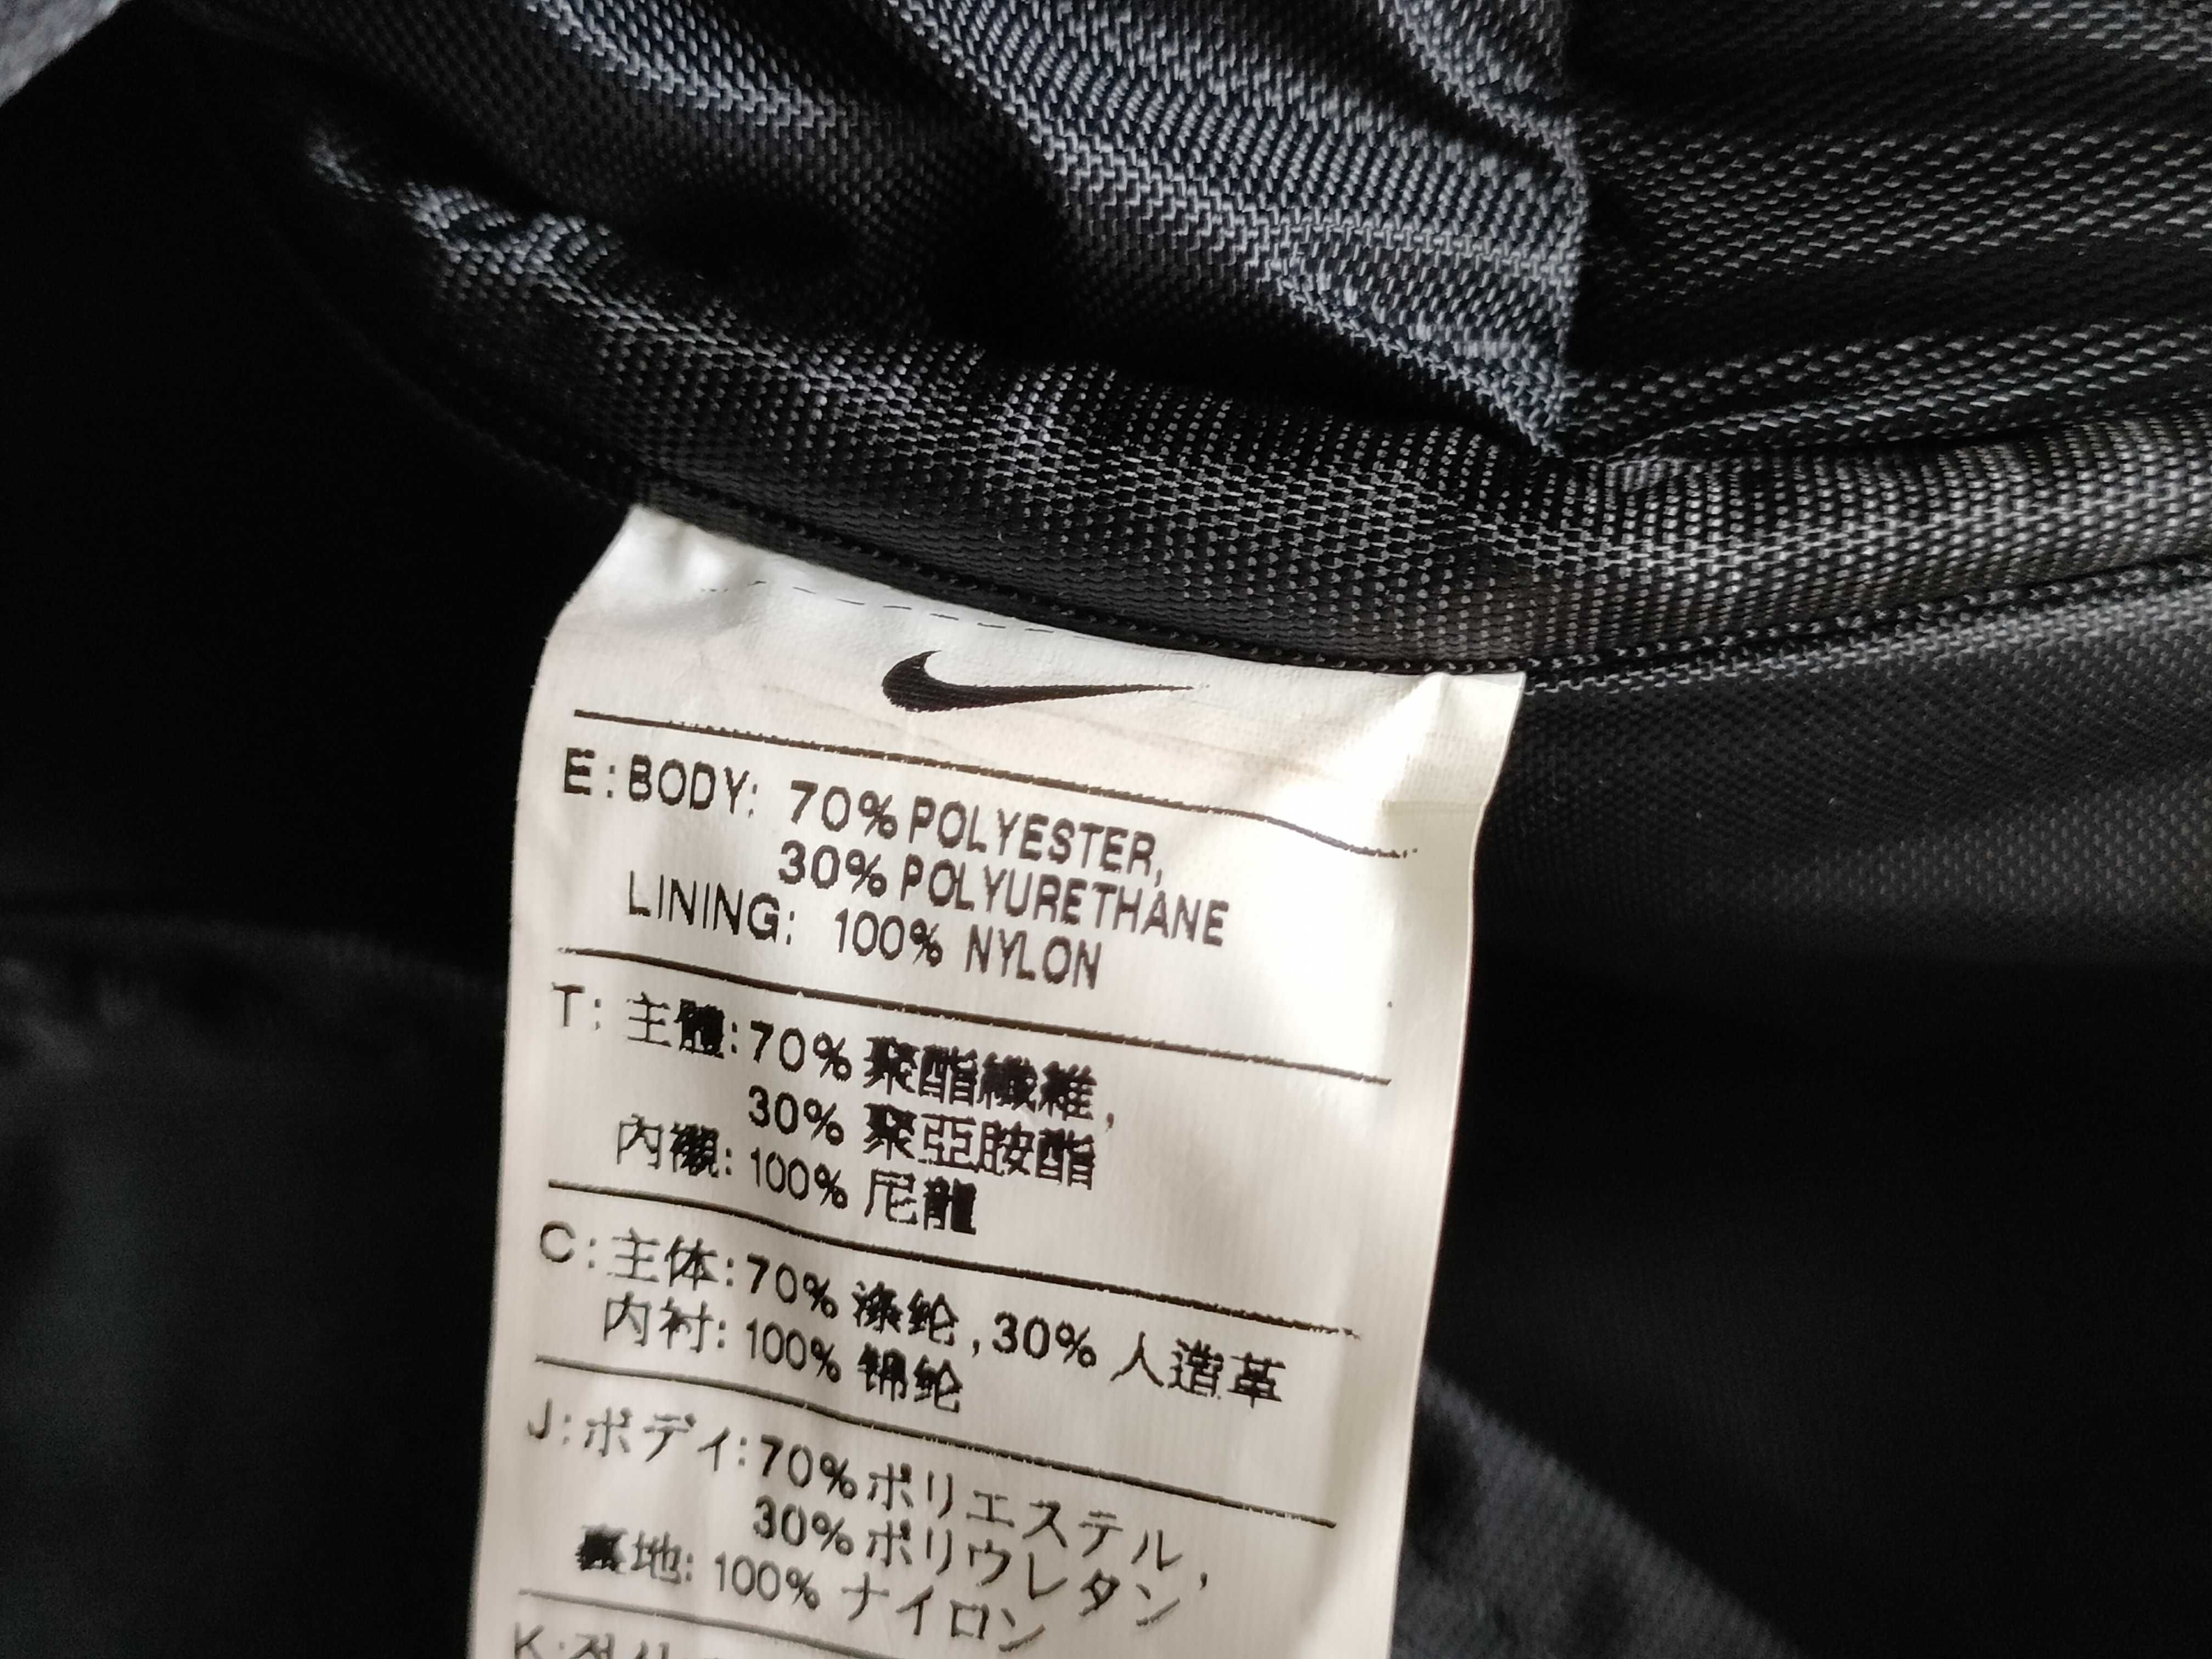 E: BODY: 70% POLYESTER,
30% POLYURETHANE
LINING: 100% NYLON
T: 主體: 70% 聚酯纖維,
30% 聚亞胺酯
內襯: 100% 尼龍
C: 主体: 70% 涤纶, 30% 人造革
内衬: 100% 锦纶
J: ボディ: 70% ポリエステル,
30% ポリウレタン
裏地: 100% ナイロン
K: